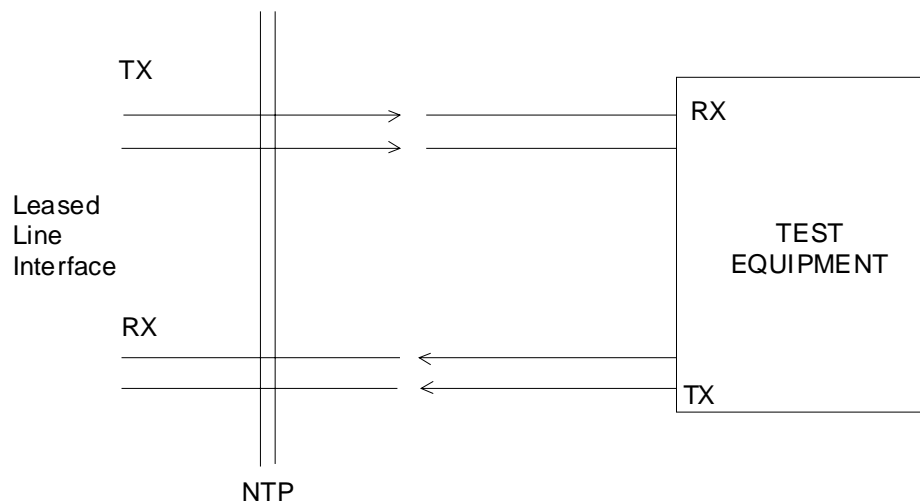 TX
RX
Leased
Line
Interface
TEST
EQUIPMENT
RX
TX
NTP